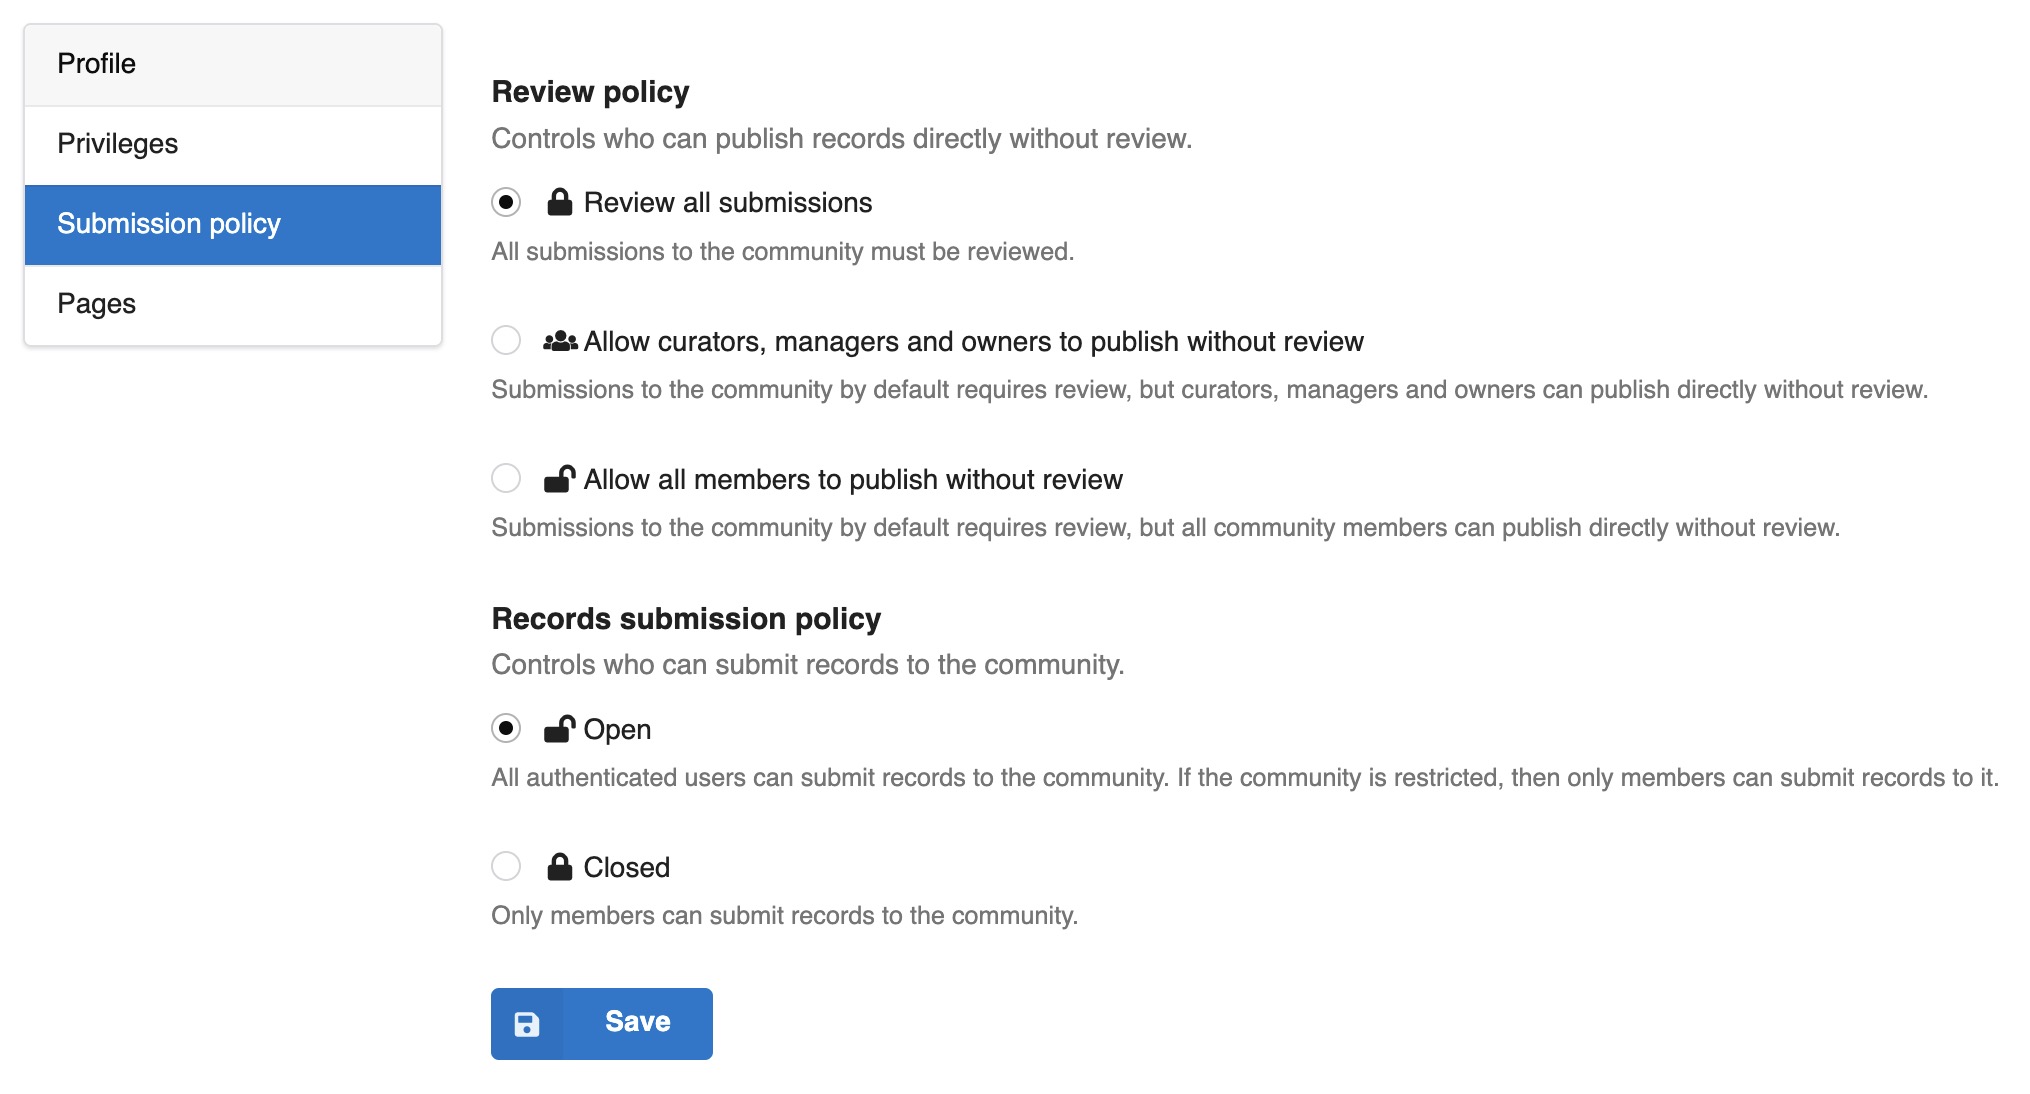 Profile
Privileges
Submission policy
Pages
Review policy
Controls who can publish records directly without review.
Review all submissions
All submissions to the community must be reviewed.
Allow curators, managers and owners to publish without review
Submissions to the community by default requires review, but curators, managers and owners can publish directly without review.
Allow all members to publish without review
Submissions to the community by default requires review, but all community members can publish directly without review.
Records submission policy
Controls who can submit records to the community.
Open
All authenticated users can submit records to the community. If the community is restricted, then only members can submit records to it.
Closed
Only members can submit records to the community.
Save